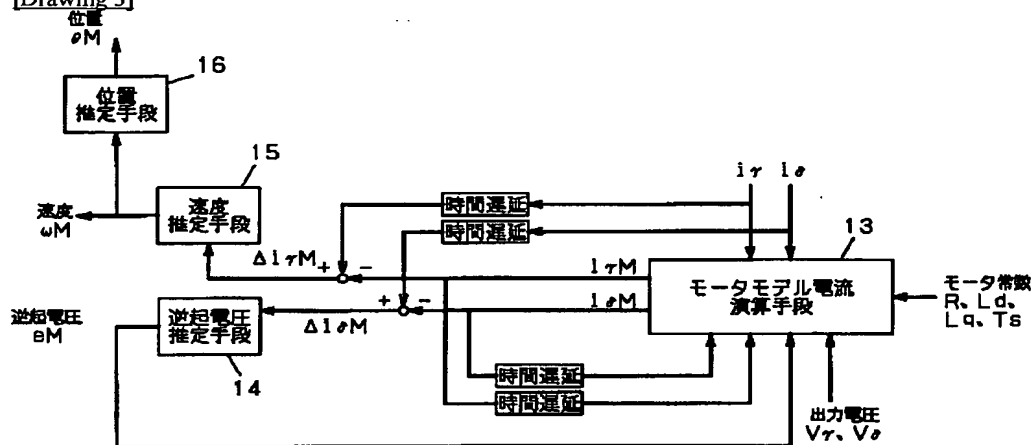 [Drawing 3]
位置
θM
16
位置
推定手段
15
速度
推定手段
速度
ωM
時間遅延
時間遅延
iγ iδ
13
ΔiγM
+
-
iγM
モータモデル電流
演算手段
モータ常数
R、Ld、
Lq、Ts
+
-
iδM
ΔiδM
逆起電圧
eM
逆起電圧
推定手段
14
時間遅延
時間遅延
出力電圧
Vγ、Vδ